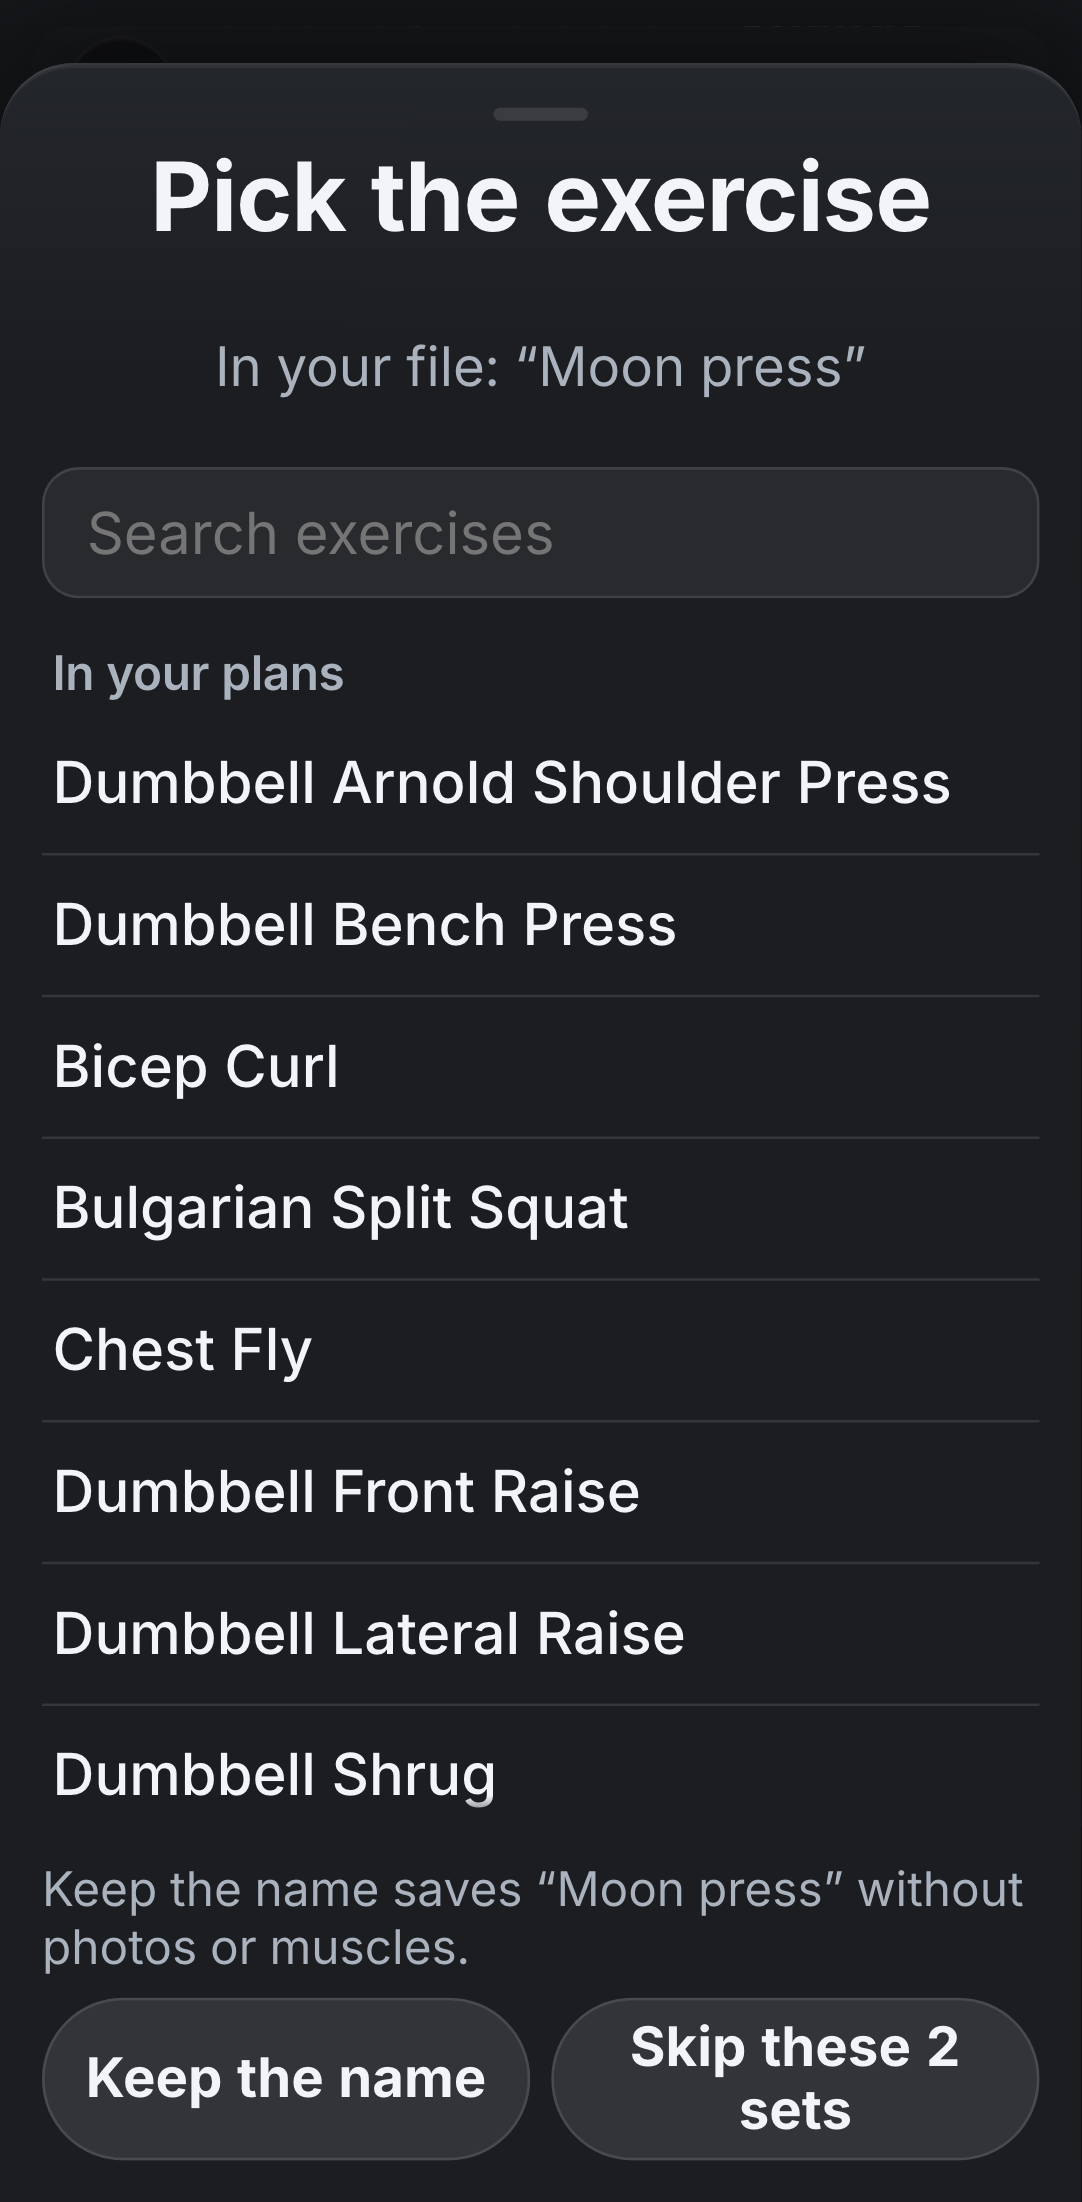 Pick the exercise
In your file: “Moon press”
Search exercises
In your plans
Dumbbell Arnold Shoulder Press
Dumbbell Bench Press
Bicep Curl
Bulgarian Split Squat
Chest Fly
Dumbbell Front Raise
Dumbbell Lateral Raise
Dumbbell Shrug
Keep the name saves “Moon press” without
photos or muscles.
Keep the name
Skip these 2
sets